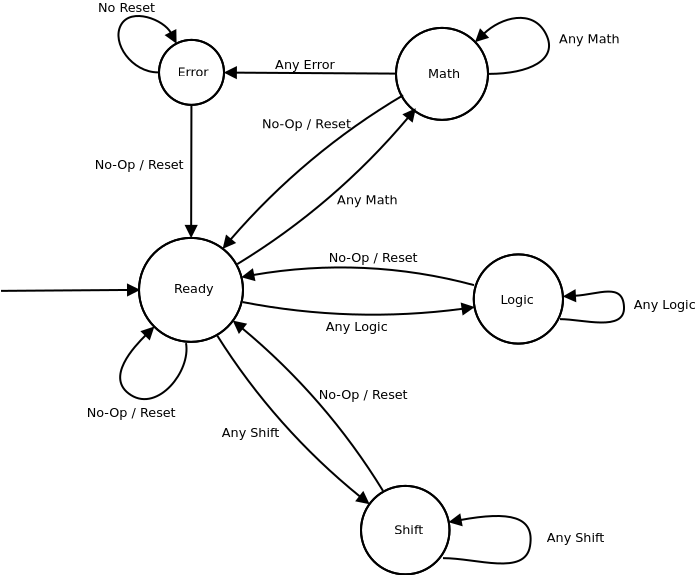 No Reset
Error
Any Error
Math
Any Math
No-Op / Reset
No-Op / Reset
Any Math
Ready
No-Op / Reset
Logic
Any Logic
Any Logic
No-Op / Reset
No-Op / Reset
Any Shift
Shift
Any Shift